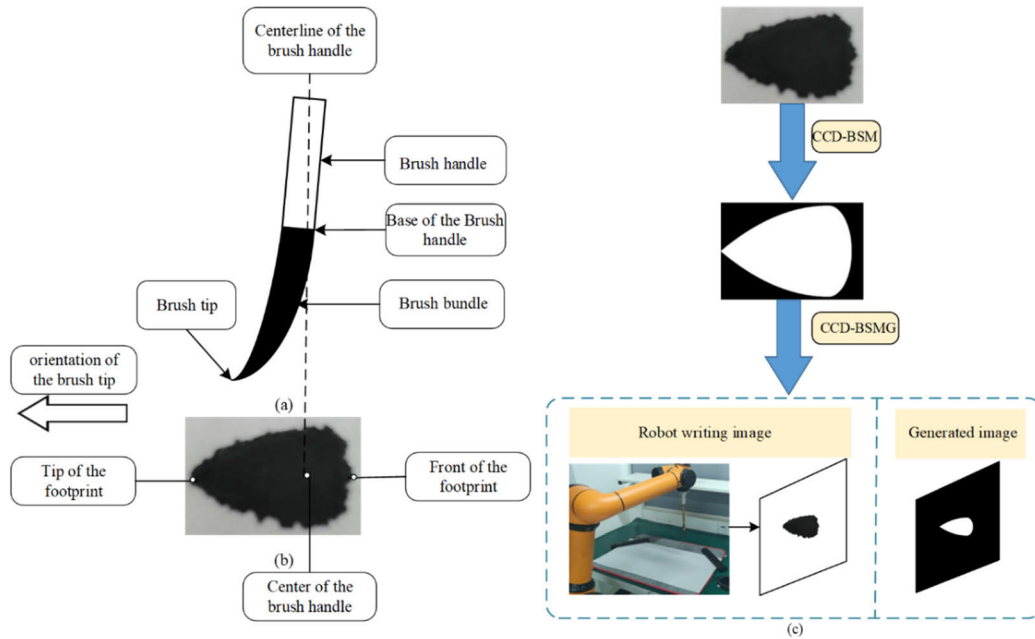 Centerline of the
brush handle
Brush handle
Base of the Brush
handle
Brush bundle
Brush tip
orientation of
the brush tip
(a)
Tip of the
footprint
Front of the
footprint
(b)
Center of the
brush handle
CCD-BSM
CCD-BSMG
Robot writing image
Generated image
(c)